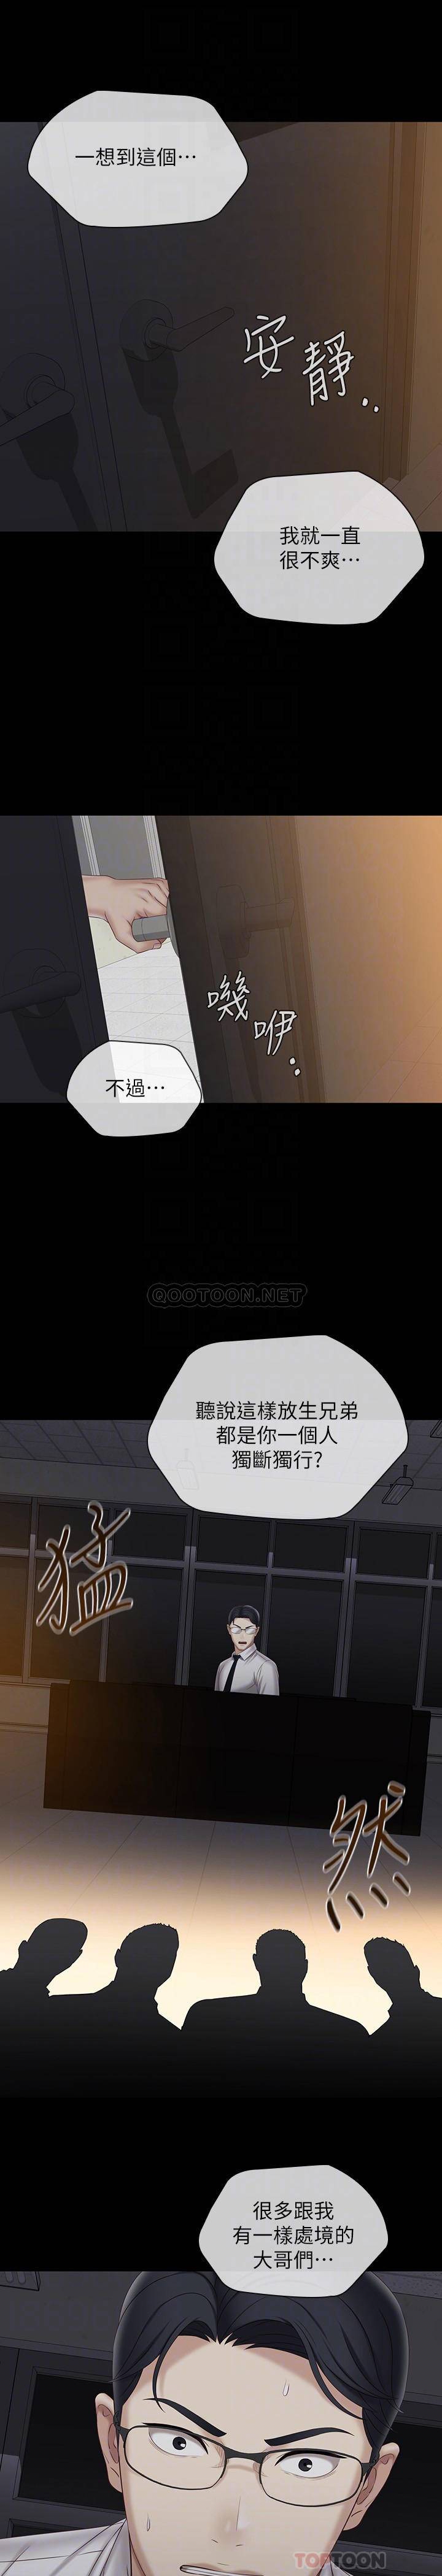 一想到這個…
安靜..
我就一直
很不爽…
嘰咿.
不過…
QOOTOON.NET
聽說這樣放生兄弟
都是你一個人
獨斷獨行?
猛
然
很多跟我
有一樣處境的
大哥們…
TOPTOON